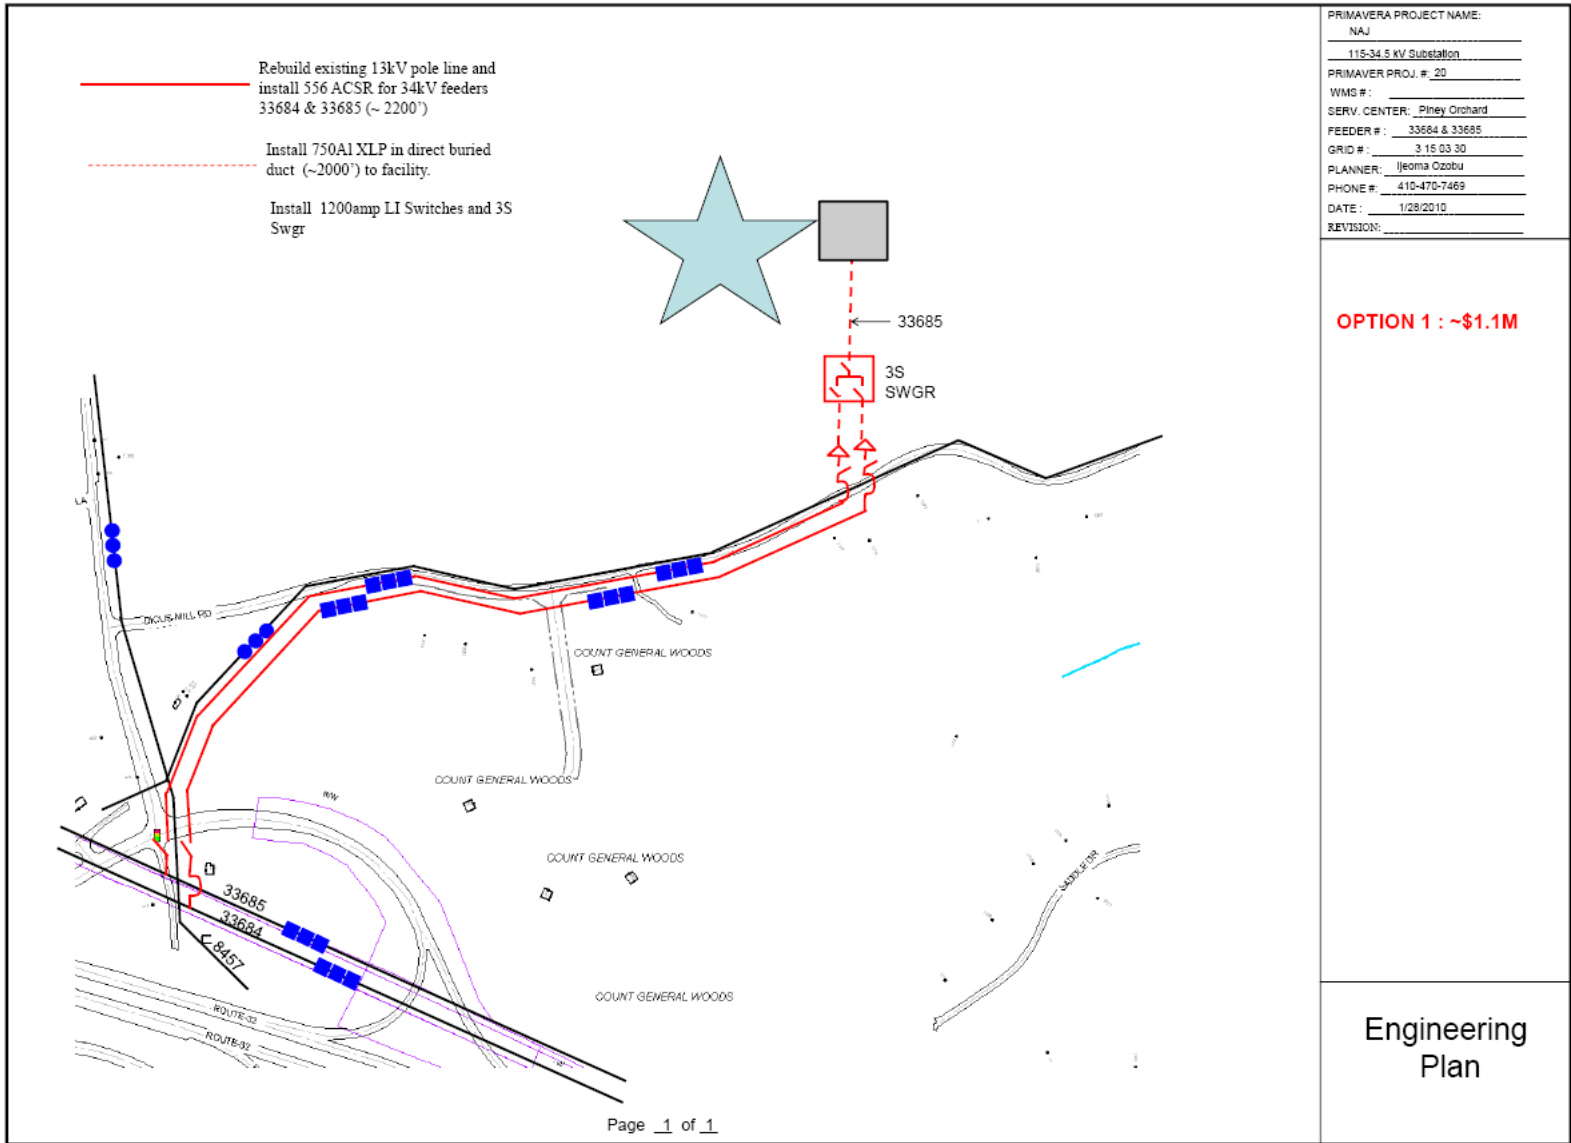 Rebuild existing 13kV pole line and
install 556 ACSR for 34kV feeders
33684 & 33685 (~ 2200')
Install 750Al XLP in direct buried
duct (~2000') to facility.
Install 1200amp LI Switches and 3S
Swgr
33685
3S
SWGR
LA
DICUS MILL RD
COUNT GENERAL WOODS
COUNT GENERAL WOODS
R/W
COUNT GENERAL WOODS
SADDLE DR
33685
33684
8457
COUNT GENERAL WOODS
ROUTE-32
ROUTE-32
Page 1 of 1
PRIMAVERA PROJECT NAME:
NAJ
115-34.5 kV Substation
PRIMAVER PROJ. #: 20
WMS # :
SERV. CENTER: Piney Orchard
FEEDER # : 33684 & 33685
GRID # : 3 15 03 30
PLANNER: Ijeoma Ozobu
PHONE #: 410-470-7469
DATE : 1/28/2010
REVISION:
OPTION 1 : ~$1.1M
Engineering
Plan